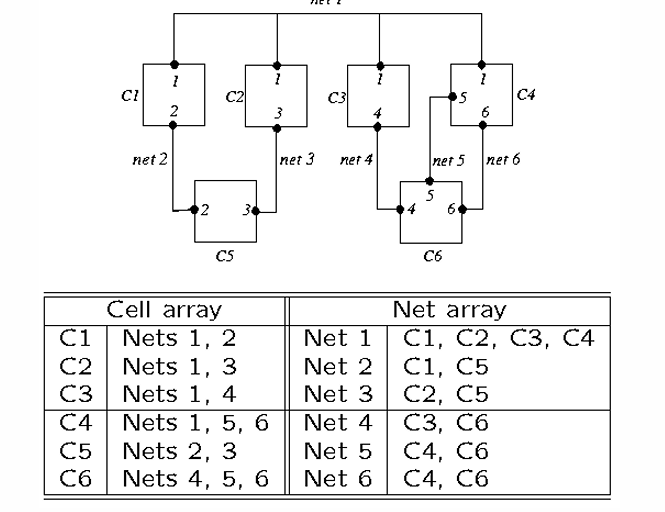 net 1
1 1 1 1
C1 C2 C3 5 C4
2 3 4 6
net 2 net 3 net 4 net 5 net 6
2 3 4 5 6
C5 C6
Cell array Net array
C1 Nets 1, 2 Net 1 C1, C2, C3, C4
C2 Nets 1, 3 Net 2 C1, C5
C3 Nets 1, 4 Net 3 C2, C5
C4 Nets 1, 5, 6 Net 4 C3, C6
C5 Nets 2, 3 Net 5 C4, C6
C6 Nets 4, 5, 6 Net 6 C4, C6